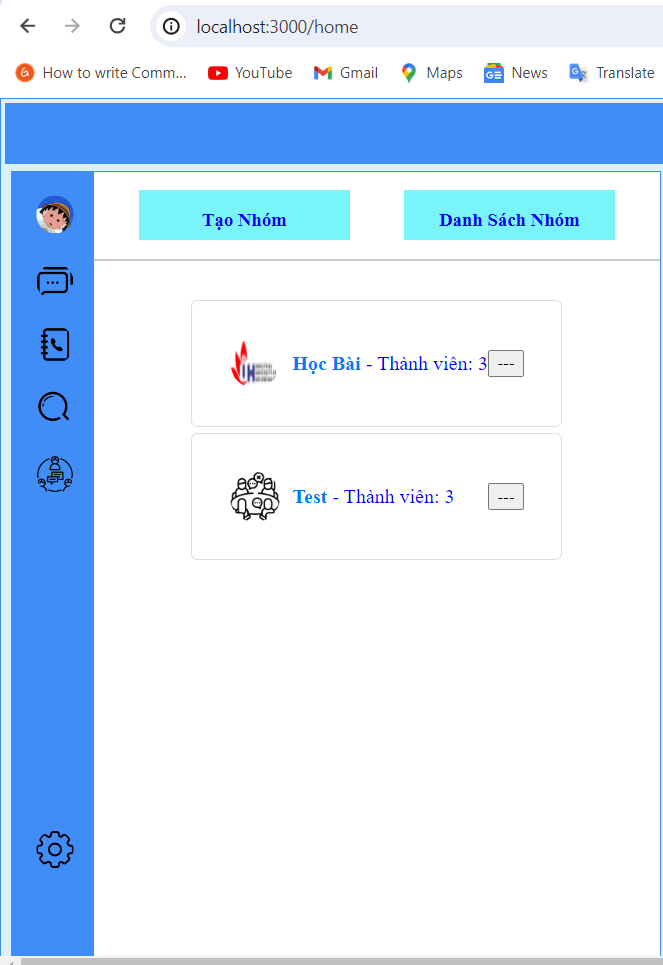 localhost:3000/home
How to write Comm... YouTube Gmail Maps News Translate
Tạo Nhóm Danh Sách Nhóm
Học Bài - Thành viên: 3 ---
Test - Thành viên: 3 ---